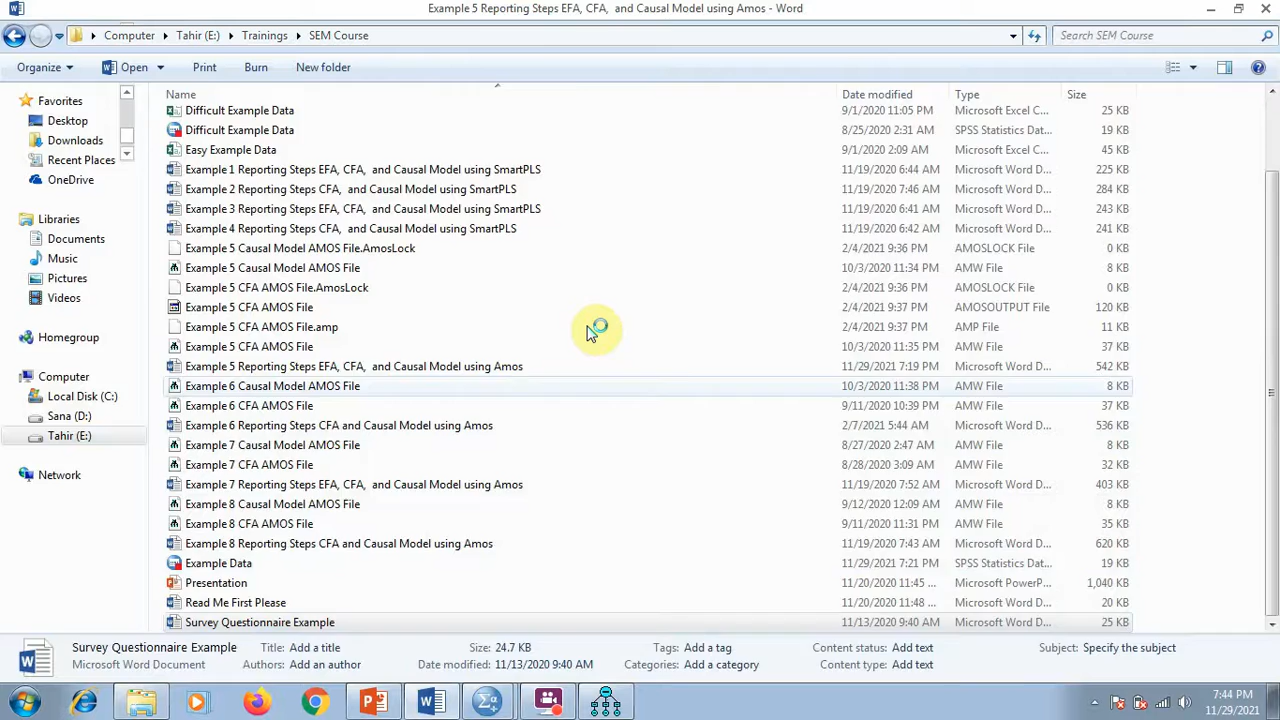 Example 5 Reporting Steps EFA, CFA,  and Causal Model using Amos - Word
Computer Tahir (E:) Trainings SEM Course Search SEM Course
Organize Open Print Burn New folder
Favorites
Desktop
Downloads
Recent Places
OneDrive
Libraries
Documents
Music
Pictures
Videos
Homegroup
Computer
Local Disk (C:)
Sana (D:)
Tahir (E:)
Network
Name Date modified Type Size
Difficult Example Data 9/1/2020 11:05 PM Microsoft Excel C... 25 KB
Difficult Example Data 8/25/2020 2:31 AM SPSS Statistics Dat... 19 KB
Easy Example Data 9/1/2020 2:09 AM Microsoft Excel C... 45 KB
Example 1 Reporting Steps EFA, CFA,  and Causal Model using SmartPLS 11/19/2020 6:44 AM Microsoft Word D... 225 KB
Example 2 Reporting Steps CFA,  and Causal Model using SmartPLS 11/19/2020 7:46 AM Microsoft Word D... 284 KB
Example 3 Reporting Steps EFA, CFA,  and Causal Model using SmartPLS 11/19/2020 6:41 AM Microsoft Word D... 243 KB
Example 4 Reporting Steps CFA,  and Causal Model using SmartPLS 11/19/2020 6:42 AM Microsoft Word D... 241 KB
Example 5 Causal Model AMOS File.AmosLock 2/4/2021 9:36 PM AMOSLOCK File 0 KB
Example 5 Causal Model AMOS File 10/3/2020 11:34 PM AMW File 8 KB
Example 5 CFA AMOS File.AmosLock 2/4/2021 9:36 PM AMOSLOCK File 0 KB
Example 5 CFA AMOS File 2/4/2021 9:37 PM AMOSOUTPUT File 120 KB
Example 5 CFA AMOS File.amp 2/4/2021 9:37 PM AMP File 11 KB
Example 5 CFA AMOS File 10/3/2020 11:35 PM AMW File 37 KB
Example 5 Reporting Steps EFA, CFA,  and Causal Model using Amos 11/29/2021 7:19 PM Microsoft Word D... 542 KB
Example 6 Causal Model AMOS File 10/3/2020 11:38 PM AMW File 8 KB
Example 6 CFA AMOS File 9/11/2020 10:39 PM AMW File 37 KB
Example 6 Reporting Steps CFA and Causal Model using Amos 2/7/2021 5:44 AM Microsoft Word D... 536 KB
Example 7 Causal Model AMOS File 8/27/2020 2:47 AM AMW File 8 KB
Example 7 CFA AMOS File 8/28/2020 3:09 AM AMW File 32 KB
Example 7 Reporting Steps EFA, CFA,  and Causal Model using Amos 11/19/2020 7:52 AM Microsoft Word D... 403 KB
Example 8 Causal Model AMOS File 9/12/2020 12:09 AM AMW File 8 KB
Example 8 CFA AMOS File 9/11/2020 11:31 PM AMW File 35 KB
Example 8 Reporting Steps CFA and Causal Model using Amos 11/19/2020 7:43 AM Microsoft Word D... 620 KB
Example Data 11/29/2021 7:21 PM SPSS Statistics Dat... 19 KB
Presentation 11/20/2020 11:45 ... Microsoft PowerP... 1,040 KB
Read Me First Please 11/20/2020 11:48 ... Microsoft Word D... 20 KB
Survey Questionnaire Example 11/13/2020 9:40 AM Microsoft Word D... 25 KB
Survey Questionnaire Example Title: Add a title Size: 24.7 KB Tags: Add a tag Content status: Add text Subject: Specify the subject
Microsoft Word Document Authors: Add an author Date modified: 11/13/2020 9:40 AM Categories: Add a category Content type: Add text
7:44 PM
11/29/2021